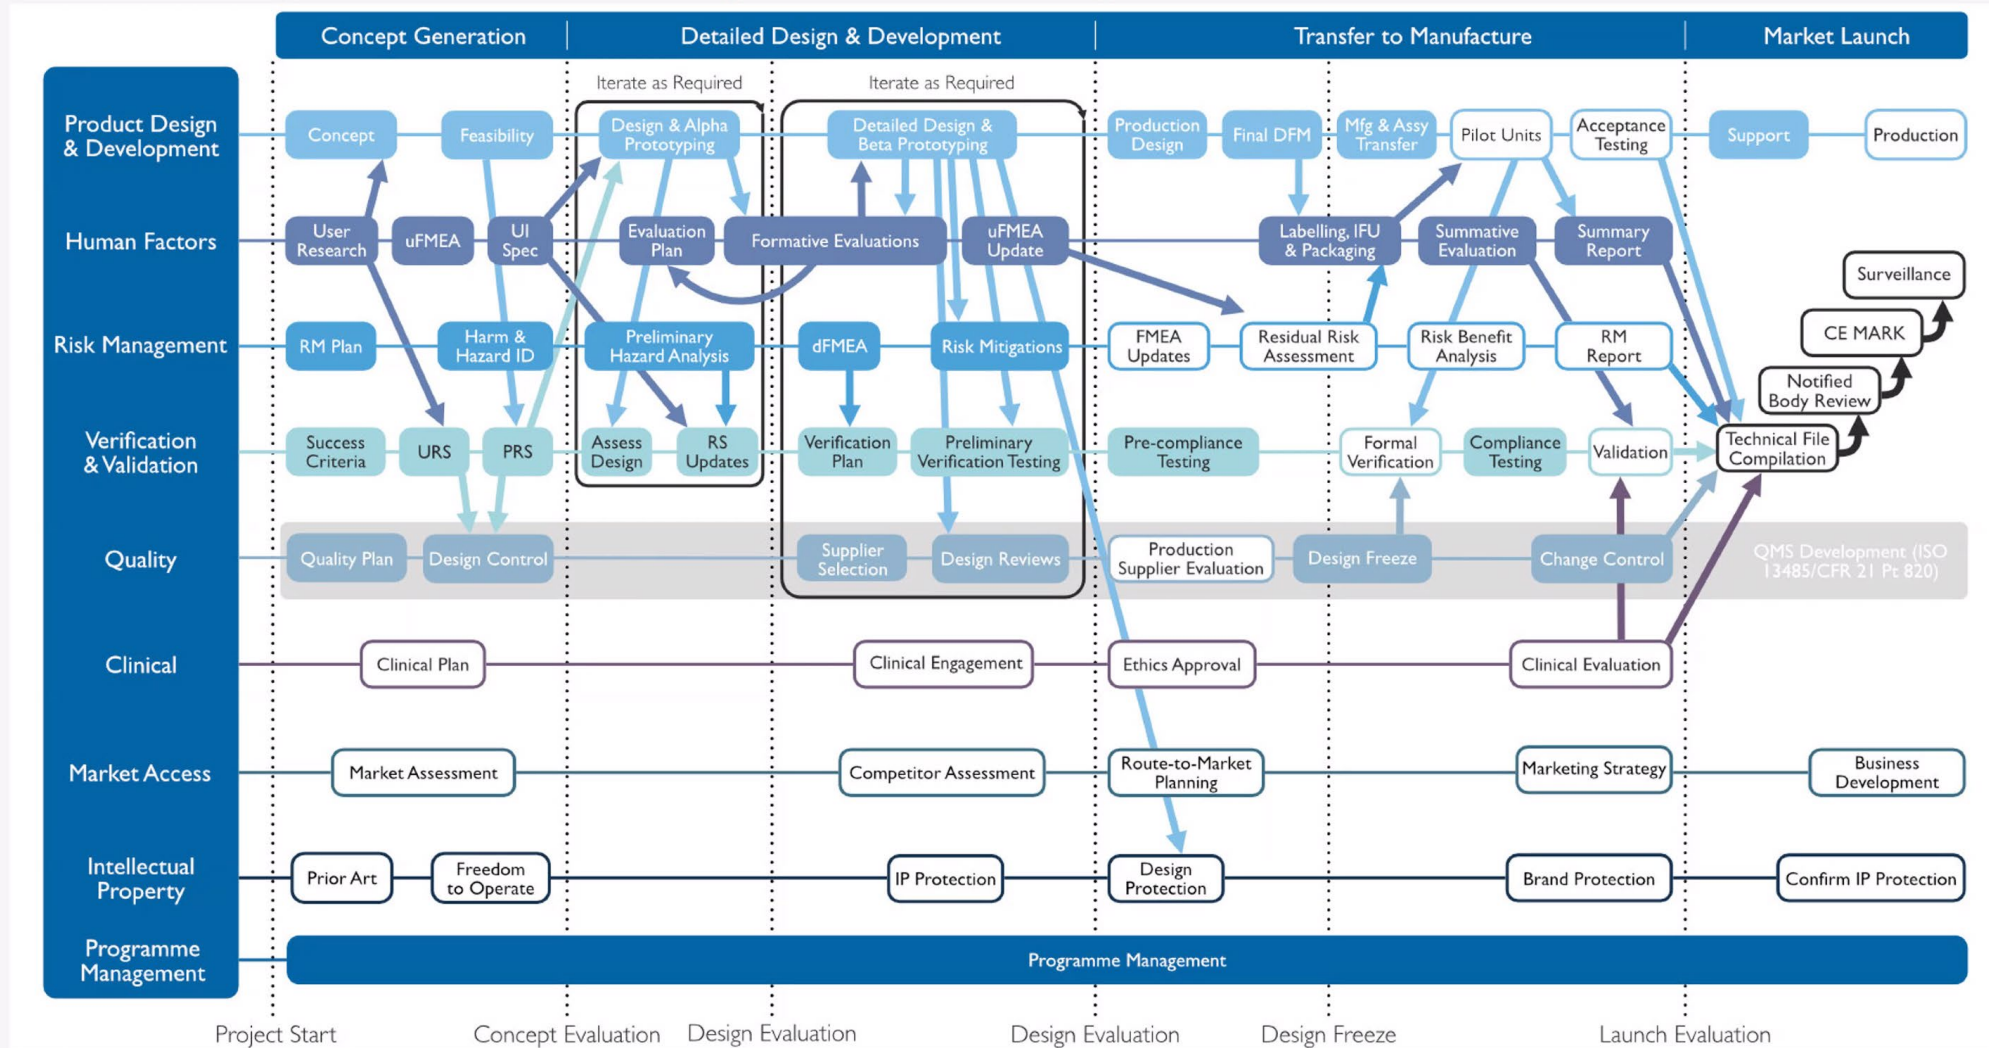 Concept Generation
Detailed Design & Development
Transfer to Manufacture
Market Launch
Iterate as Required
Iterate as Required
Product Design
& Development
Concept
Feasibility
Design & Alpha
Prototyping
Detailed Design &
Beta Prototyping
Production
Design
Final DFM
Mfg & Assy
Transfer
Pilot Units
Acceptance
Testing
Support
Production
Human Factors
User
Research
uFMEA
UI
Spec
Evaluation
Plan
Formative Evaluations
uFMEA
Update
Labelling, IFU
& Packaging
Summative
Evaluation
Summary
Report
Surveillance
Risk Management
RM Plan
Harm &
Hazard ID
Preliminary
Hazard Analysis
dFMEA
Risk Mitigations
FMEA
Updates
Residual Risk
Assessment
Risk Benefit
Analysis
RM
Report
CE MARK
Notified
Body Review
Verification
& Validation
Success
Criteria
URS
PRS
Assess
Design
RS
Updates
Verification
Plan
Preliminary
Verification Testing
Pre-compliance
Testing
Formal
Verification
Compliance
Testing
Validation
Technical File
Compilation
Quality
Quality Plan
Design Control
Supplier
Selection
Design Reviews
Production
Supplier Evaluation
Design Freeze
Change Control
QMS Development (ISO
13485/CFR 21 Pt 820)
Clinical
Clinical Plan
Clinical Engagement
Ethics Approval
Clinical Evaluation
Market Access
Market Assessment
Competitor Assessment
Route-to-Market
Planning
Marketing Strategy
Business
Development
Intellectual
Property
Prior Art
Freedom
to Operate
IP Protection
Design
Protection
Brand Protection
Confirm IP Protection
Programme
Management
Programme Management
Project Start
Concept Evaluation
Design Evaluation
Design Evaluation
Design Freeze
Launch Evaluation